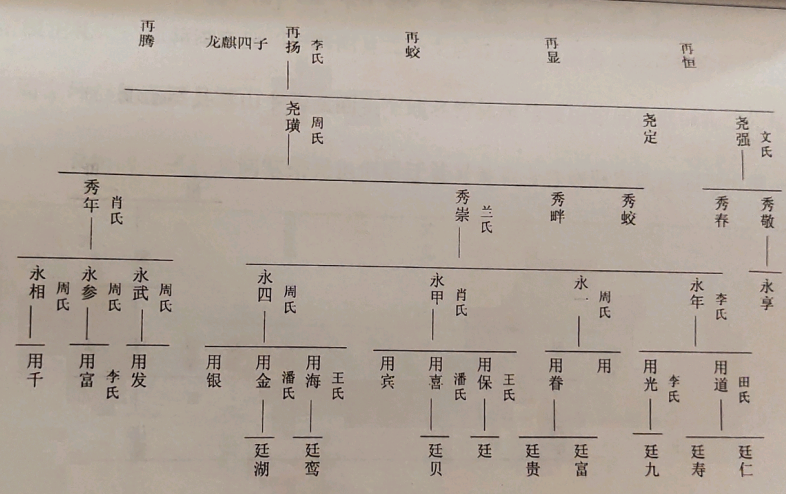 再腾 龙麒四子 再扬 李氏 再蛟 再显 再恒
尧璜 周氏 尧定 尧强 文氏
秀年 肖氏 秀崇 兰氏 秀畔 秀蛟 秀春 秀敬
永相 周氏 永参 周氏 永武 周氏 永四 周氏 永甲 肖氏 永一 周氏 永年 李氏 永享
用千 用富 李氏 用发 用银 用金 潘氏 用海 王氏 用宾 用喜 潘氏 用保 王氏 用眷 用 用光 李氏 用道 田氏
廷湖 廷鸾 廷贝 廷 廷贵 廷富 廷九 廷寿 廷仁